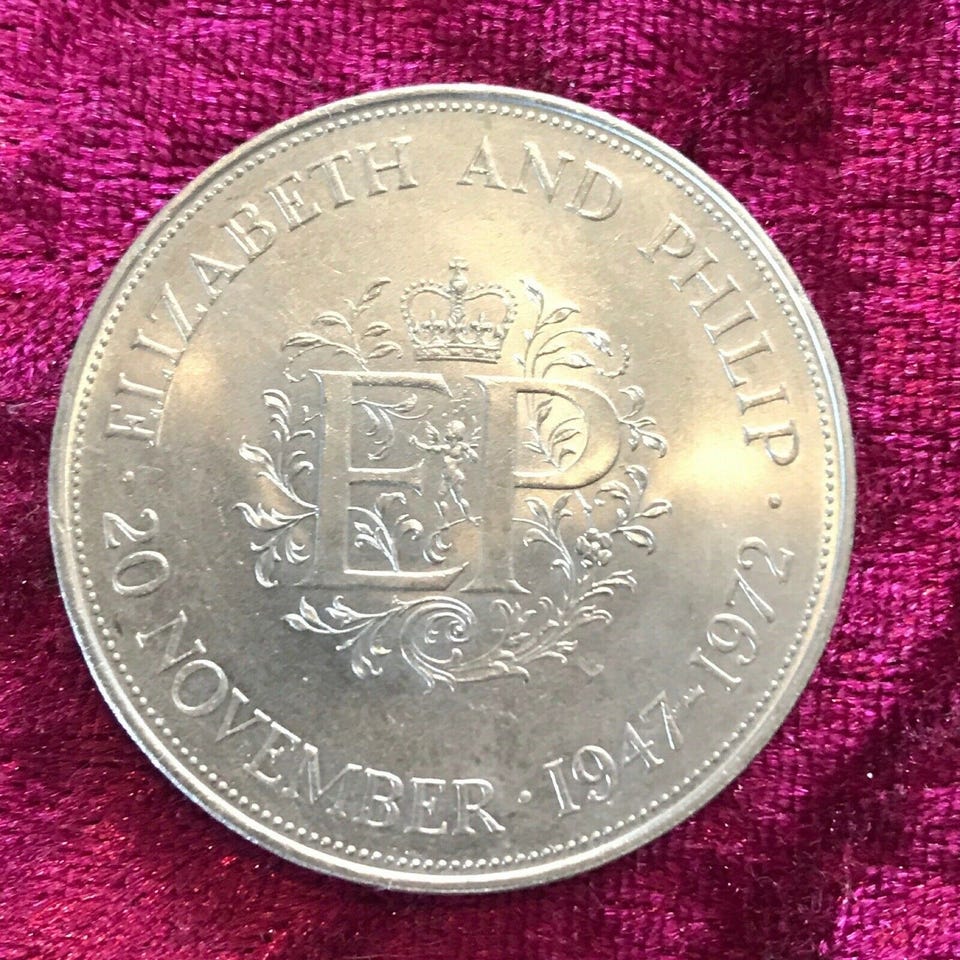 ELIZABETH AND PHILIP
· 20 NOVEMBER · 1947-1972 ·
EP